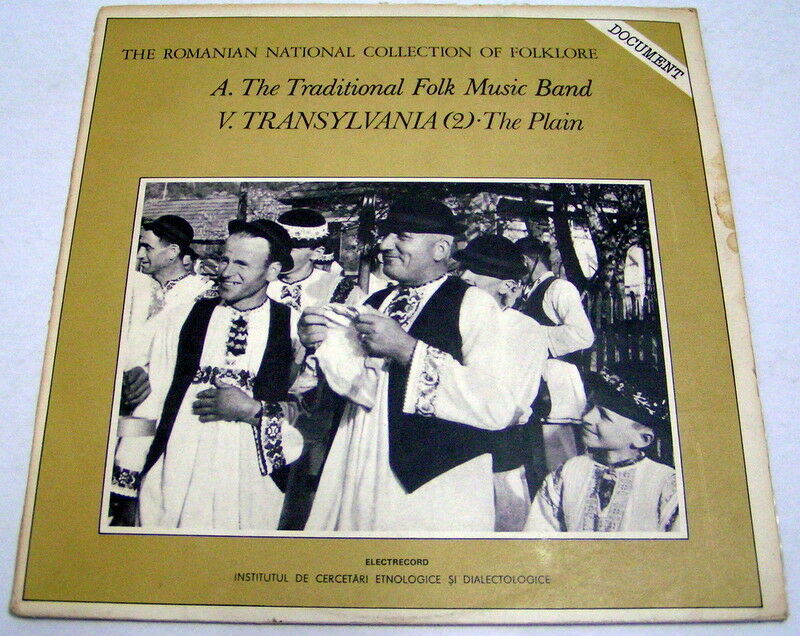 DOCUMENT
THE ROMANIAN NATIONAL COLLECTION OF FOLKLORE
A. The Traditional Folk Music Band
V. TRANSYLVANIA (2) · The Plain
ELECTRECORD
INSTITUTUL DE CERCETĂRI ETNOLOGICE ȘI DIALECTOLOGICE